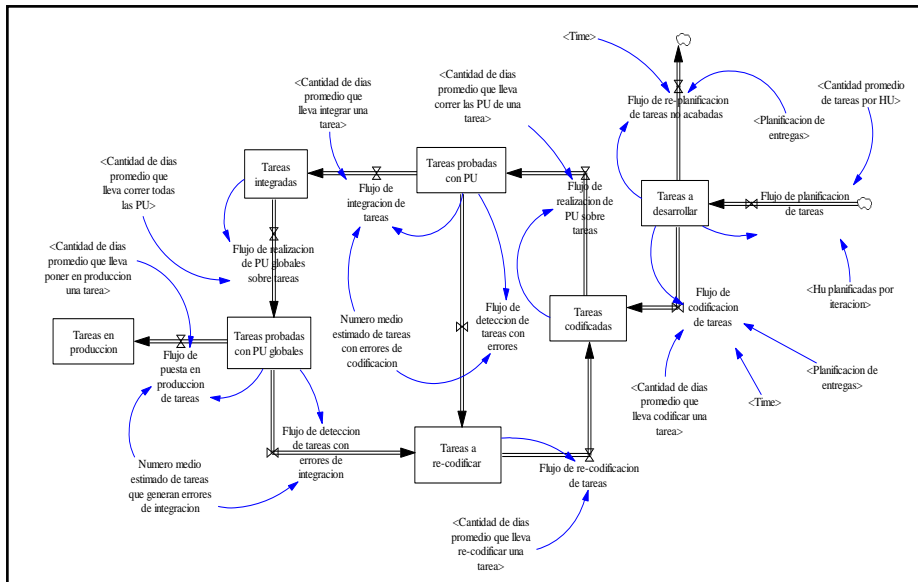 <Time>
<Cantidad de dias
promedio que
lleva integrar una
tarea>
<Cantidad de dias
promedio que lleva
correr las PU de una
tarea>
Flujo de re-planificacion
de tareas no acabadas
<Cantidad promedio
de tareas por HU>
<Planificacion de
entregas>
<Cantidad de dias
promedio que
lleva correr todas
las PU>
Tareas
integradas
Tareas probadas
con PU
Flujo de
integracion de
tareas
Flujo de
realizacion de
PU sobre
tareas
Tareas a
desarrollar
Flujo de planificacion
de tareas
<Cantidad de dias
promedio que lleva
poner en produccion
una tarea>
Flujo de realizacion
de PU globales
sobre tareas
<Hu planificadas por
iteracion>
Tareas en
produccion
Tareas probadas
con PU globales
Flujo de
puesta en
produccion
de tareas
Numero medio
estimado de tareas
con errores de
codificacion
Flujo de
deteccion de
tareas con
errores
Tareas
codificadas
Flujo de
codificacion
de tareas
<Planificacion de
entregas>
<Cantidad de dias
promedio que
lleva codificar una
tarea>
<Time>
Numero medio
estimado de tareas
que generan errores
de integracion
Flujo de deteccion
de tareas con
errores de
integracion
Tareas a
re-codificar
Flujo de re-codificacion
de tareas
<Cantidad de dias
promedio que lleva
re-codificar una
tarea>